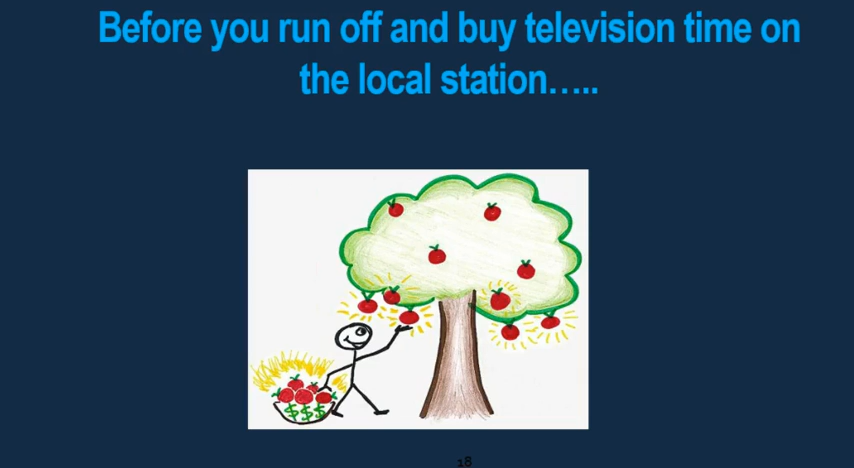 Before you run off and buy television time on
the local station…..
$$$
18